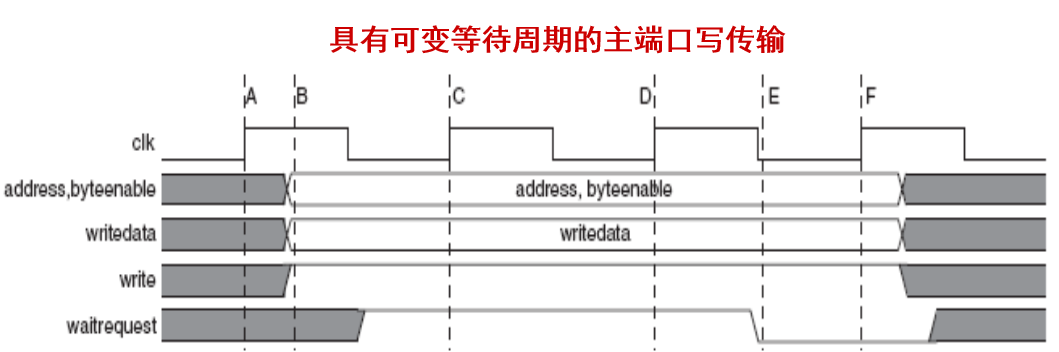 具有可变等待周期的主端口写传输
A B C D E F
clk
address,byteenable address, byteenable
writedata writedata
write
waitrequest